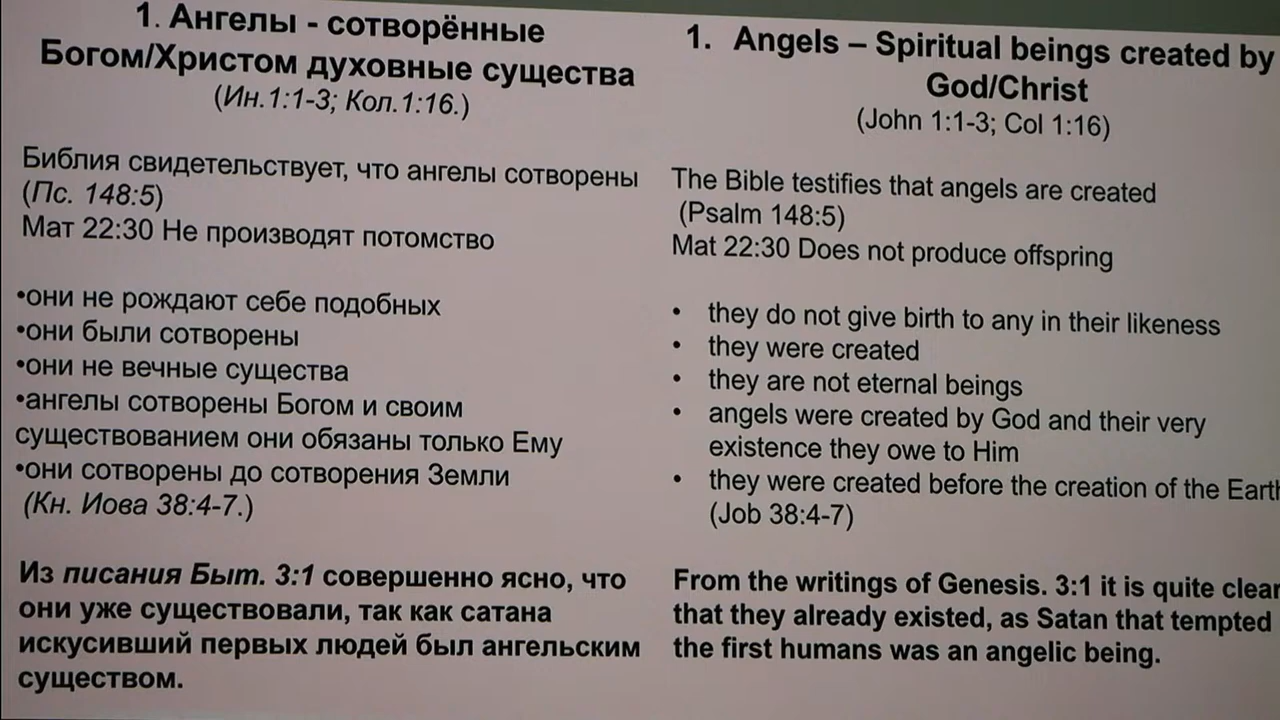 1. Ангелы - сотворённые
Богом/Христом духовные существа
(Ин.1:1-3; Кол.1:16.)
Библия свидетельствует, что ангелы сотворены
(Пс. 148:5)
Мат 22:30 Не производят потомство
•они не рождают себе подобных
•они были сотворены
•они не вечные существа
•ангелы сотворены Богом и своим
существованием они обязаны только Ему
•они сотворены до сотворения Земли
(Кн. Иова 38:4-7.)
Из писания Быт. 3:1 совершенно ясно, что
они уже существовали, так как сатана
искусивший первых людей был ангельским
существом.
1. Angels – Spiritual beings created by
God/Christ
(John 1:1-3; Col 1:16)
The Bible testifies that angels are created
(Psalm 148:5)
Mat 22:30 Does not produce offspring
• they do not give birth to any in their likeness
• they were created
• they are not eternal beings
• angels were created by God and their very
existence they owe to Him
• they were created before the creation of the Earth
(Job 38:4-7)
From the writings of Genesis. 3:1 it is quite clear
that they already existed, as Satan that tempted
the first humans was an angelic being.